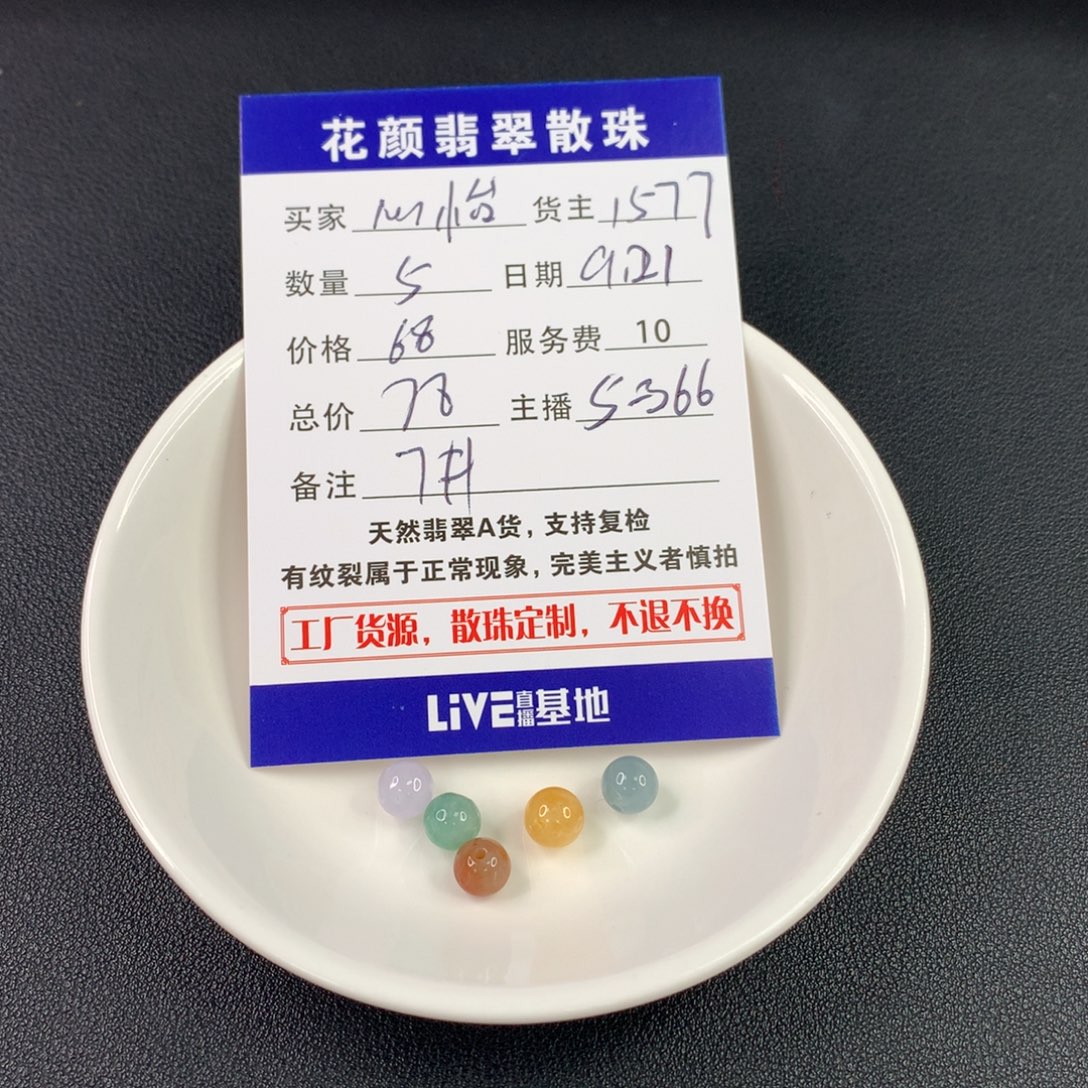 花颜翡翠散珠
买家 心怡 货主 1577
数量 5 日期 9.21
价格 68 服务费 10
总价 78 主播 5366
备注 7#
天然翡翠A货，支持复检
有纹裂属于正常现象，完美主义者慎拍
工厂货源，散珠定制，不退不换
LiVE直播基地